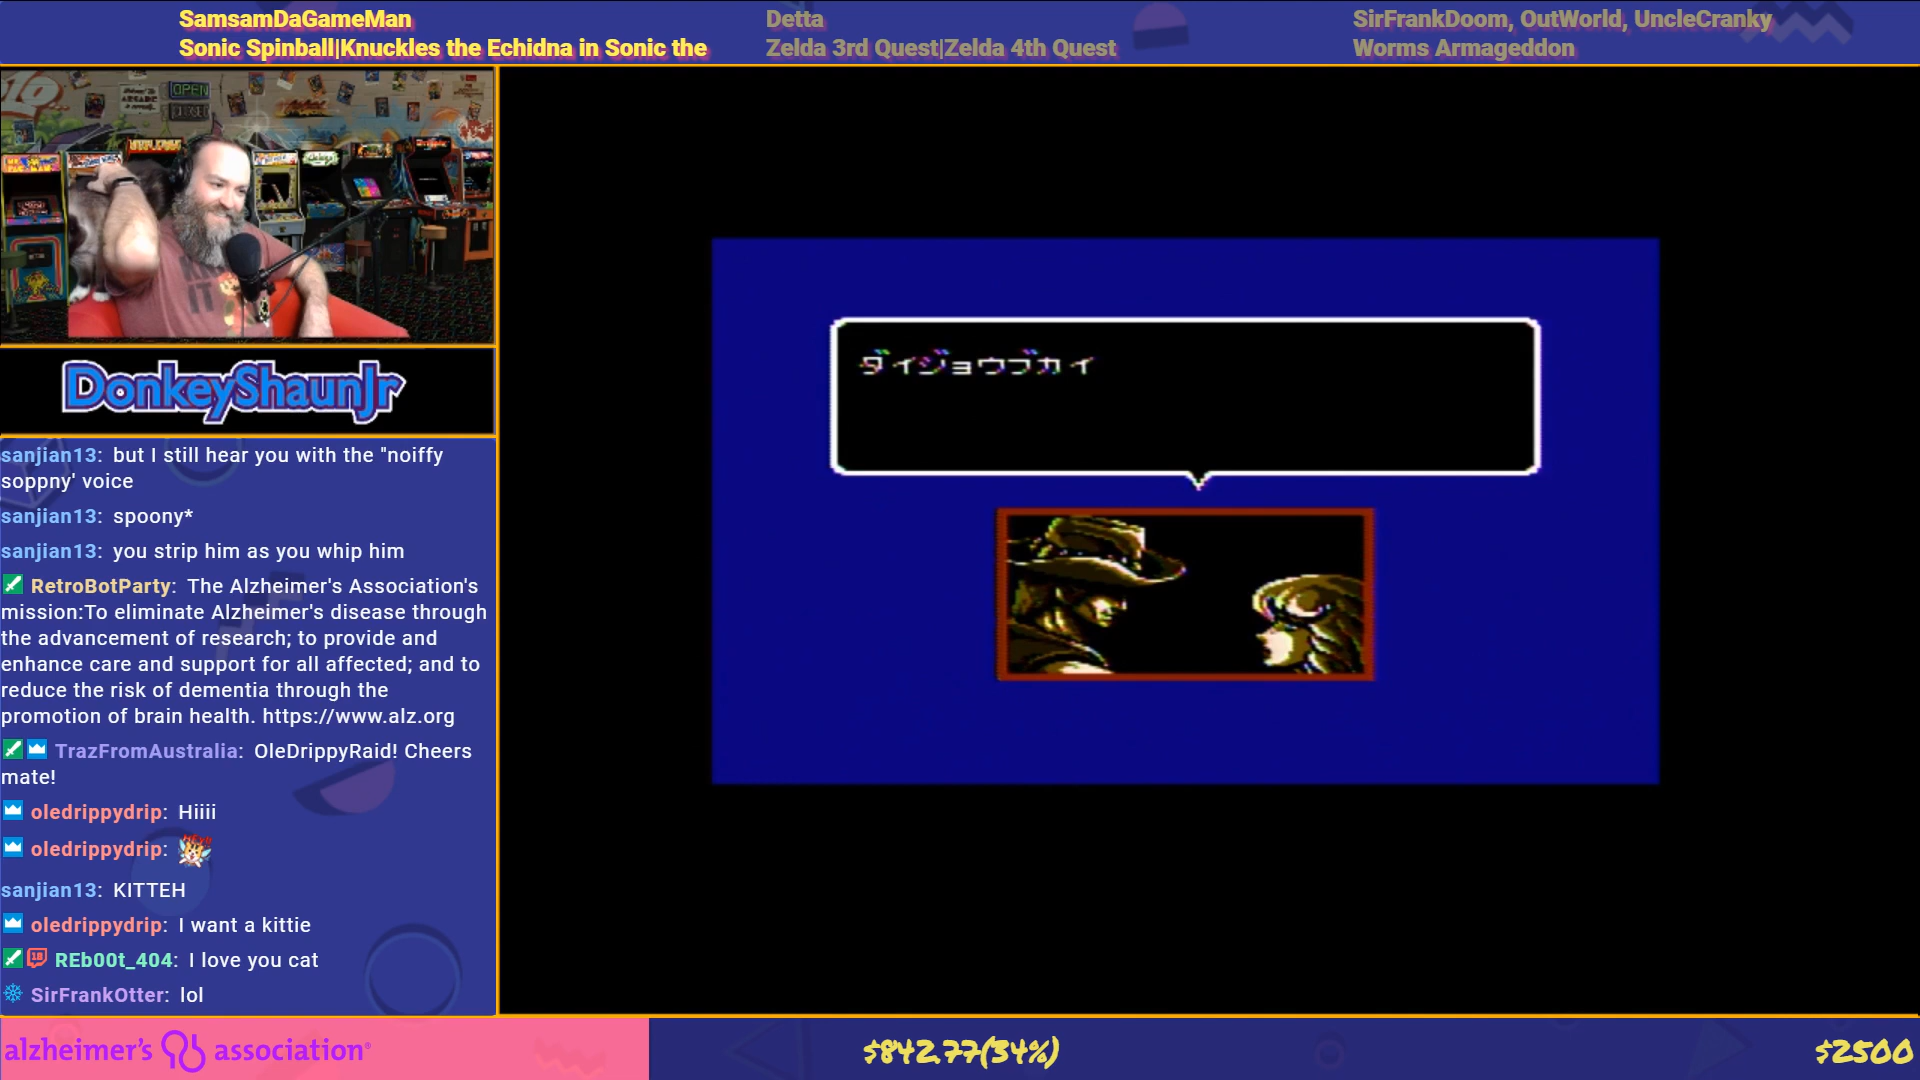 SamsamDaGameMan
Sonic Spinball|Knuckles the Echidna in Sonic the
Detta
Zelda 3rd Quest|Zelda 4th Quest
SirFrankDoom, OutWorld, UncleCranky
Worms Armageddon
OPEN
DonkeyShaunJr
sanjian13: but I still hear you with the "noiffy
soppny' voice
sanjian13: spoony*
sanjian13: you strip him as you whip him
RetroBotParty: The Alzheimer's Association's
mission:To eliminate Alzheimer's disease through
the advancement of research; to provide and
enhance care and support for all affected; and to
reduce the risk of dementia through the
promotion of brain health. https://www.alz.org
TrazFromAustralia: OleDrippyRaid! Cheers
mate!
oledrippydrip: Hiiii
oledrippydrip:
sanjian13: KITTEH
oledrippydrip: I want a kittie
REb00t_404: I love you cat
SirFrankOtter: lol
ダイジョウブカイ
alzheimer's association®
$842.77(34%)
$2500